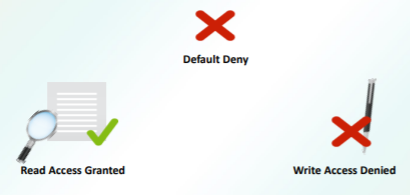 Default Deny
Read Access Granted
Write Access Denied